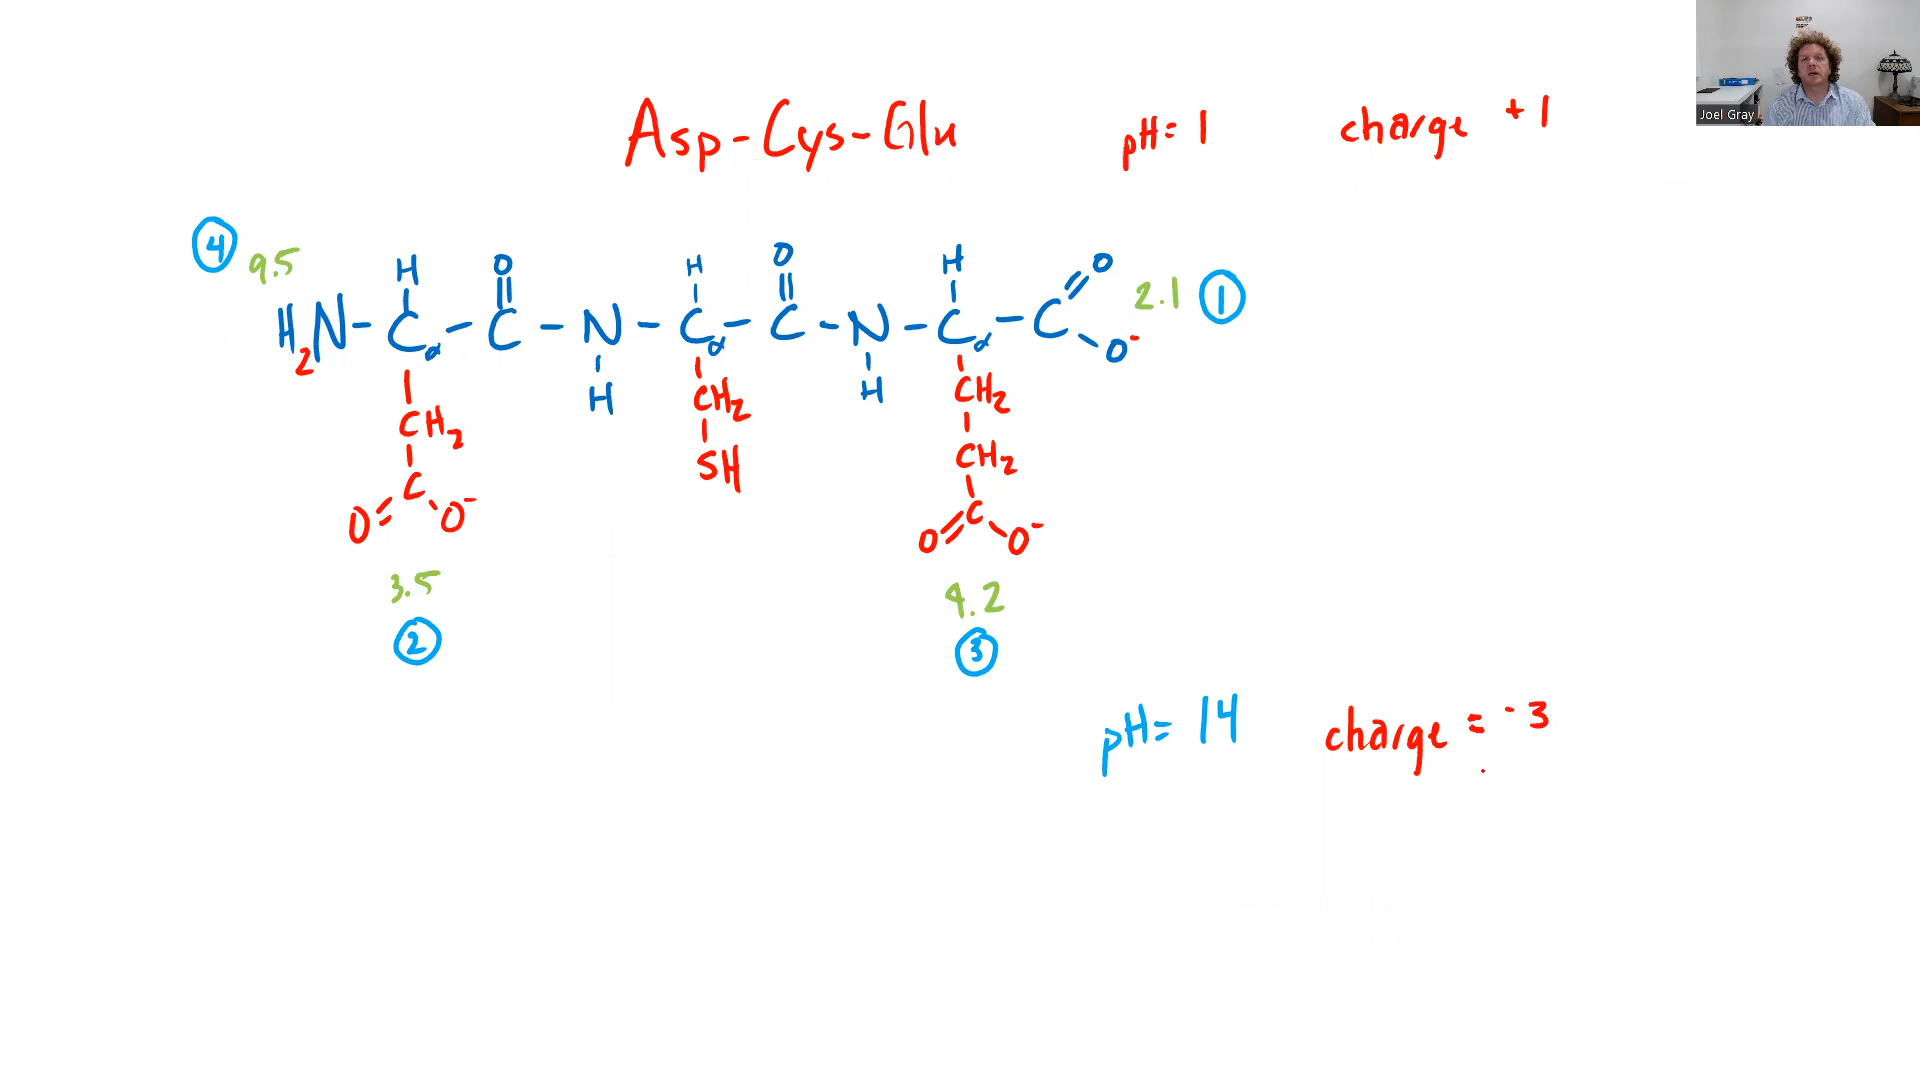 Joel Gray
Asp-Cys-Glu pH= 1 charge +1
4 9.5 H O H O H O
H2N-Cα-C-N-Cα-C-N-Cα-C 2.1 1
O-
H H
CH2 CH2 CH2
C SH CH2
O O- C
O O-
3.5 4.2
2 3
pH= 14 charge = -3